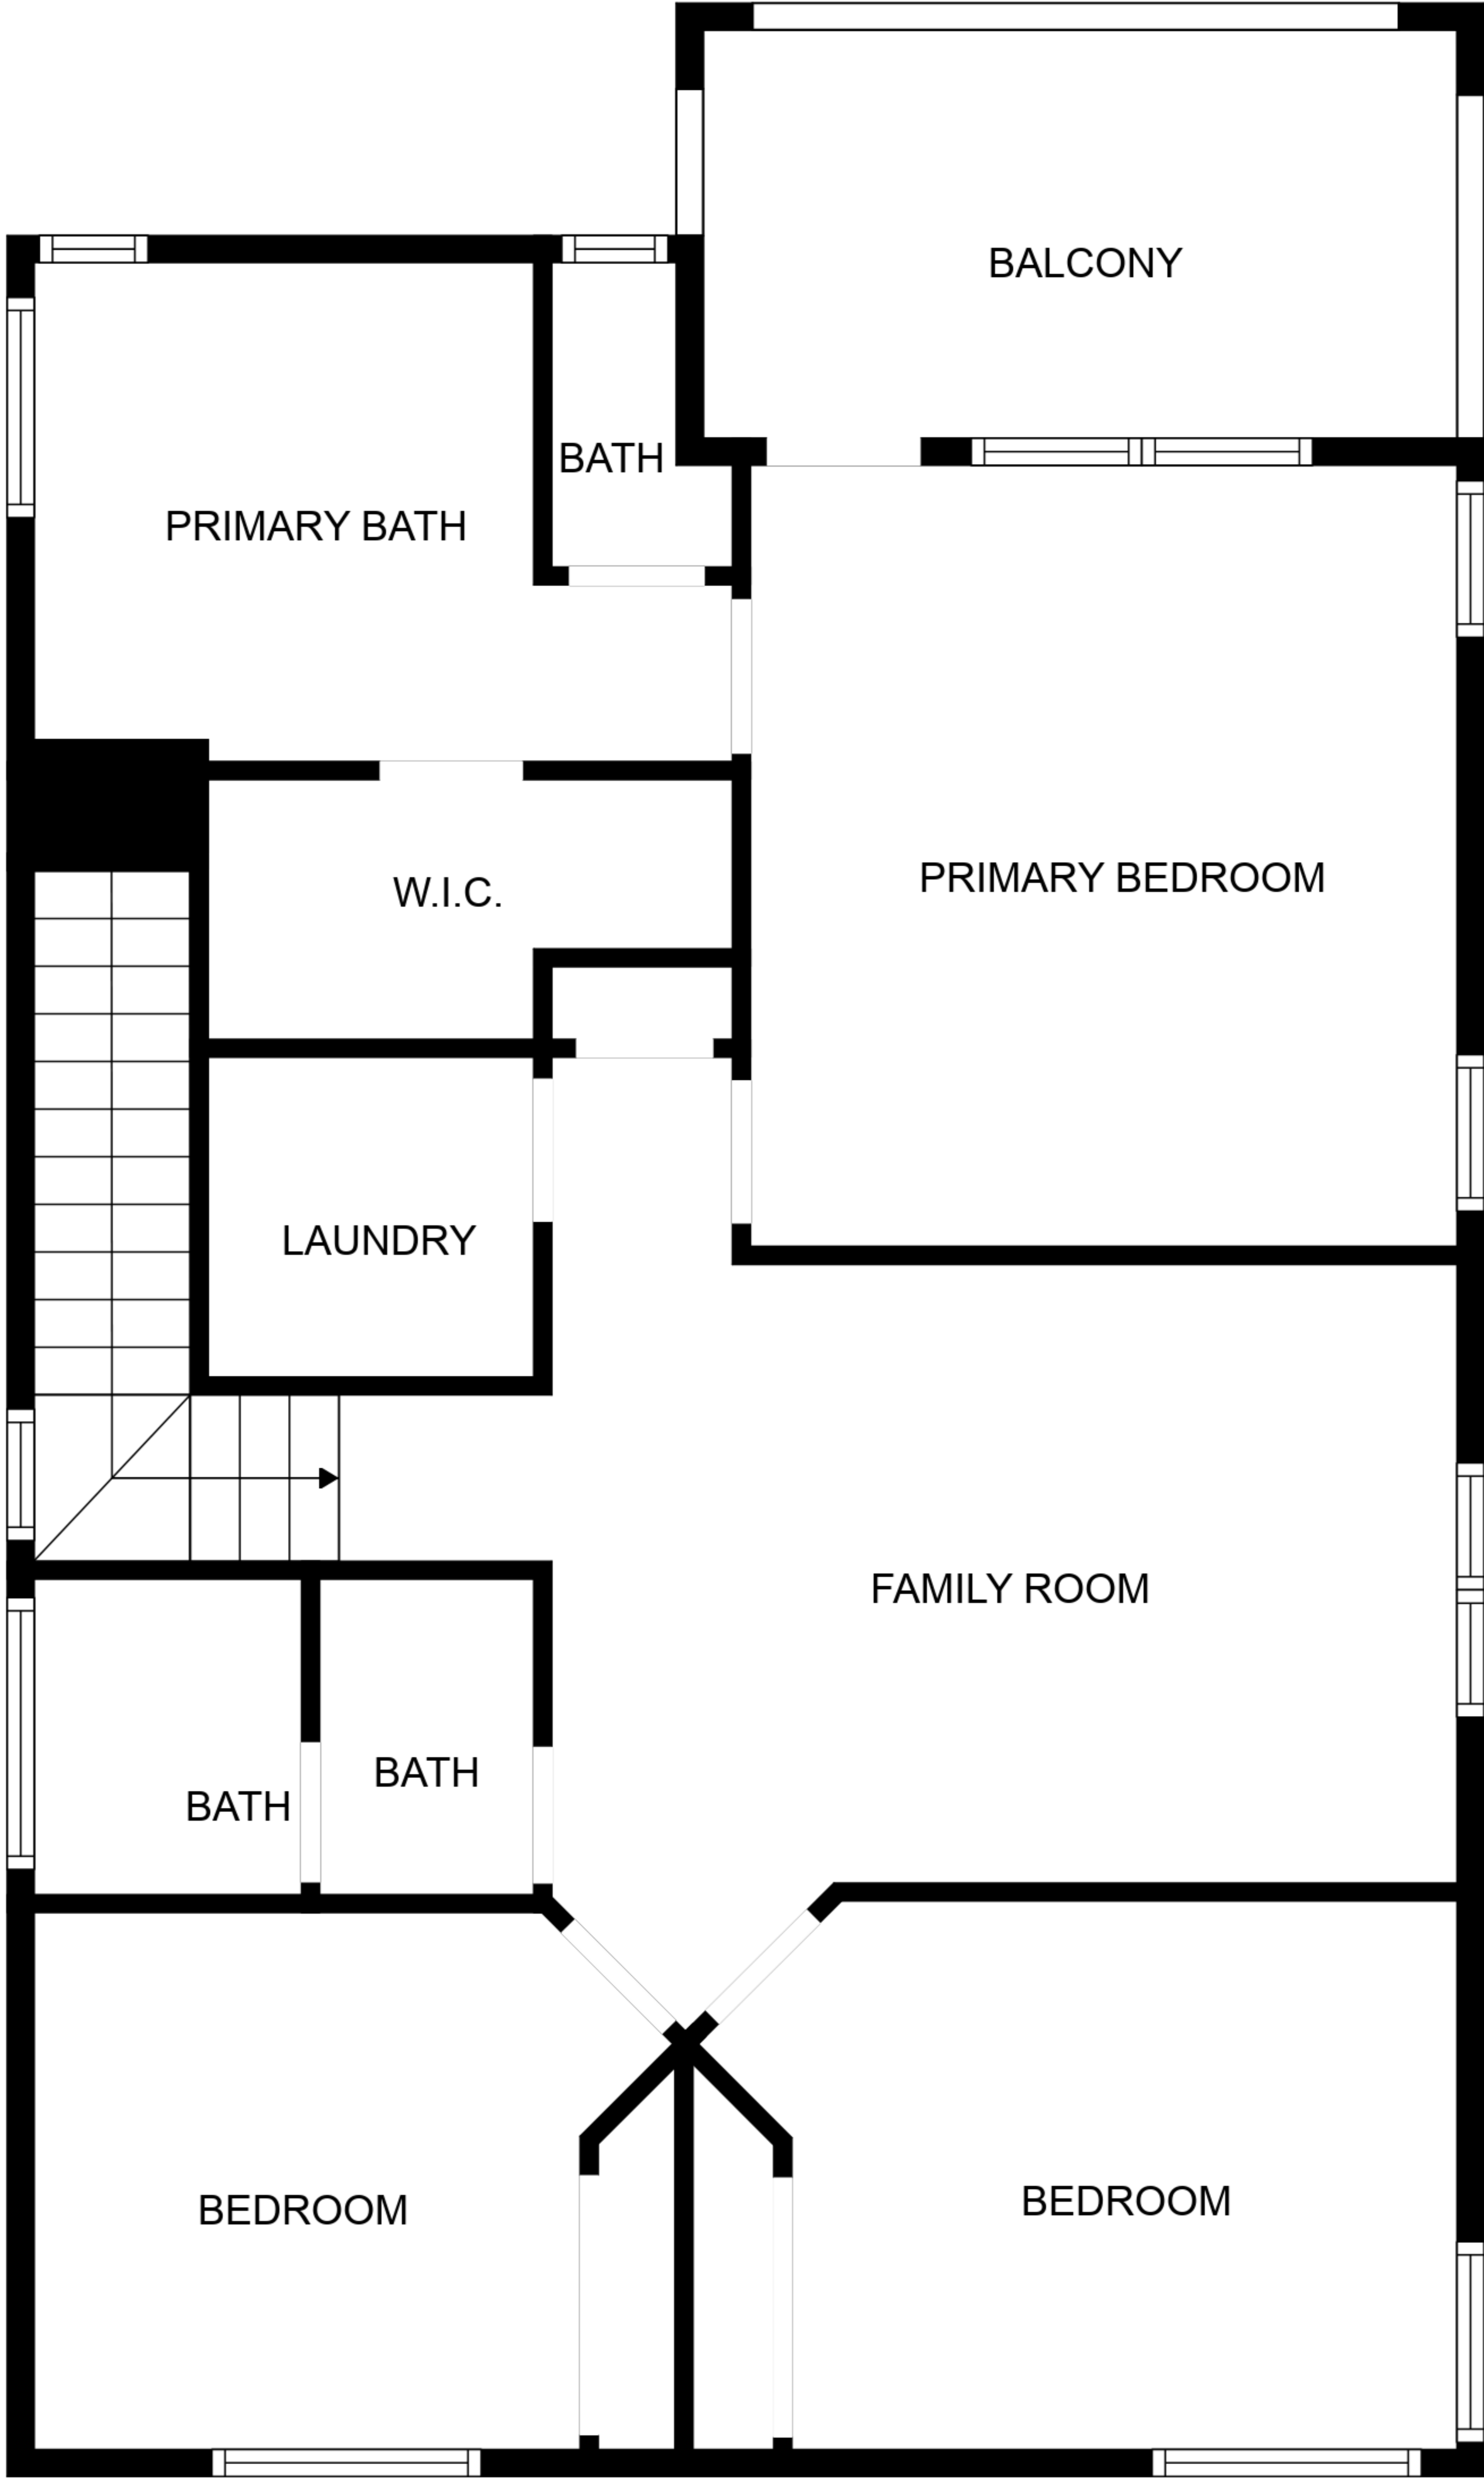 BALCONY
BATH
PRIMARY BATH
PRIMARY BEDROOM
W.I.C.
LAUNDRY
FAMILY ROOM
BATH
BATH
BEDROOM
BEDROOM